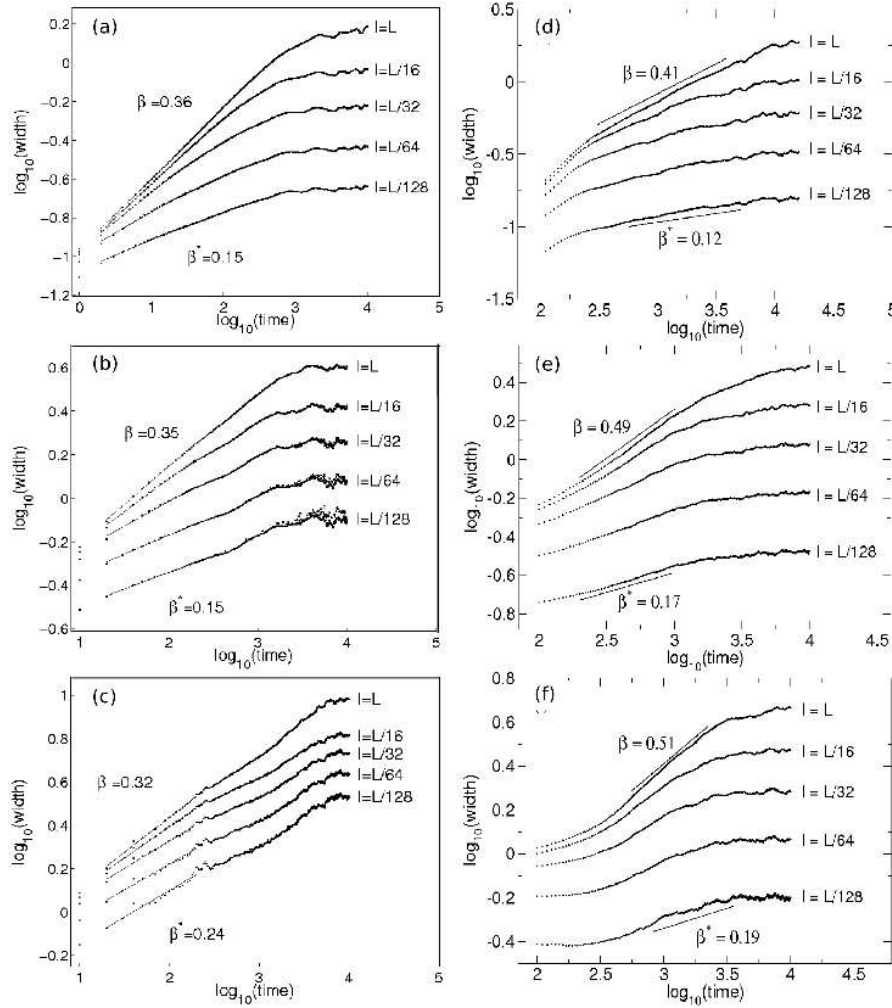 (a)
0.2
0
−0.2
−0.4
−0.6
−0.8
−1
−1.2
log10(width)
β=0.36
β*=0.15
l=L
l=L/16
l=L/32
l=L/64
l=L/128
0 1 2 3 4 5
log10(time)
(d)
0.5
0
-0.5
-1
-1.5
log10(width)
β = 0.41
β* = 0.12
l = L
l = L/16
l = L/32
l = L/64
l = L/128
2 2.5 3 3.5 4 4.5 5
log10(time)
(b)
0.6
0.4
0.2
0
−0.2
−0.4
−0.6
log10(width)
β=0.35
β*=0.15
l=L
l=L/16
l=L/32
l=L/64
l=L/128
1 2 3 4 5
log10(time)
(e)
0.4
0.2
0
-0.2
-0.4
-0.6
-0.8
(width)
β = 0.49
β* = 0.17
l = L
l = L/16
l = L/32
l = L/64
l = L/128
2 2.5 3 3.5 4 4.5
(time)
(c)
1
0.8
0.6
0.4
0.2
0
−0.2
log10(width)
β=0.32
β*=0.24
l=L
l=L/16
l=L/32
l=L/64
l=L/128
1 2 3 4 5
log10(time)
(f)
0.8
0.6
0.4
0.2
0
-0.2
-0.4
log10(width)
β = 0.51
β* = 0.19
l = L
l = L/16
l = L/32
l = L/64
l = L/128
2 2.5 3 3.5 4 4.5
log10(time)